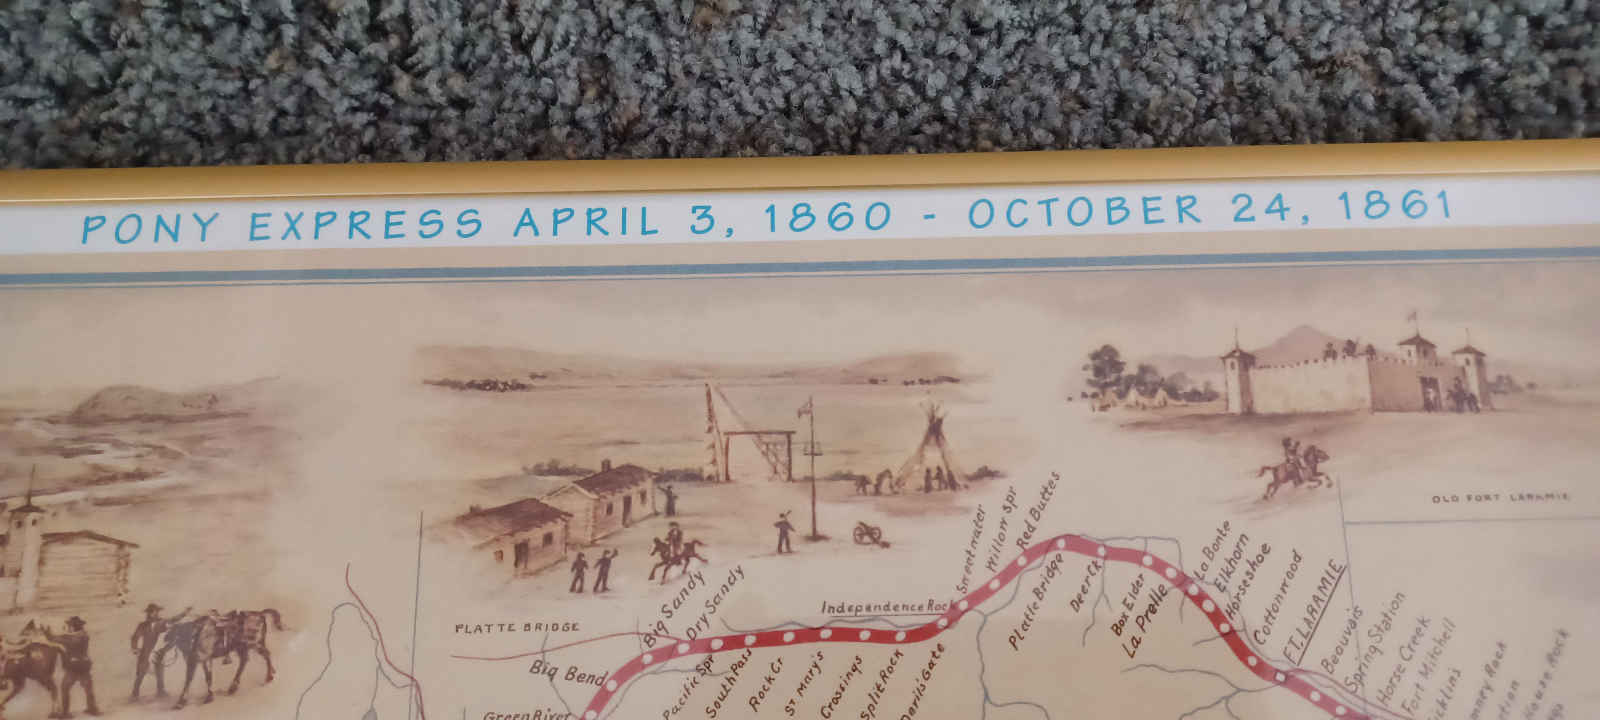 PONY EXPRESS APRIL 3, 1860 - OCTOBER 24, 1861
OLD FORT LARAMIE
PLATTE BRIDGE
Green River
Big Bend
Big Sandy
Dry Sandy
Pacific Spr
South Pass
Rock Cr
St Mary's
Crossings
Split Rock
Devils' Gate
Independence Rock
Sweetwater
Willow Spr
Red Buttes
Platte Bridge
Deer Ck
Box Elder
La Prelle
La Bonte
Elkhorn
Horseshoe
Cottonwood
FT. LARAMIE
Beauvais
Spring Station
Horse Creek
Fort Mitchell